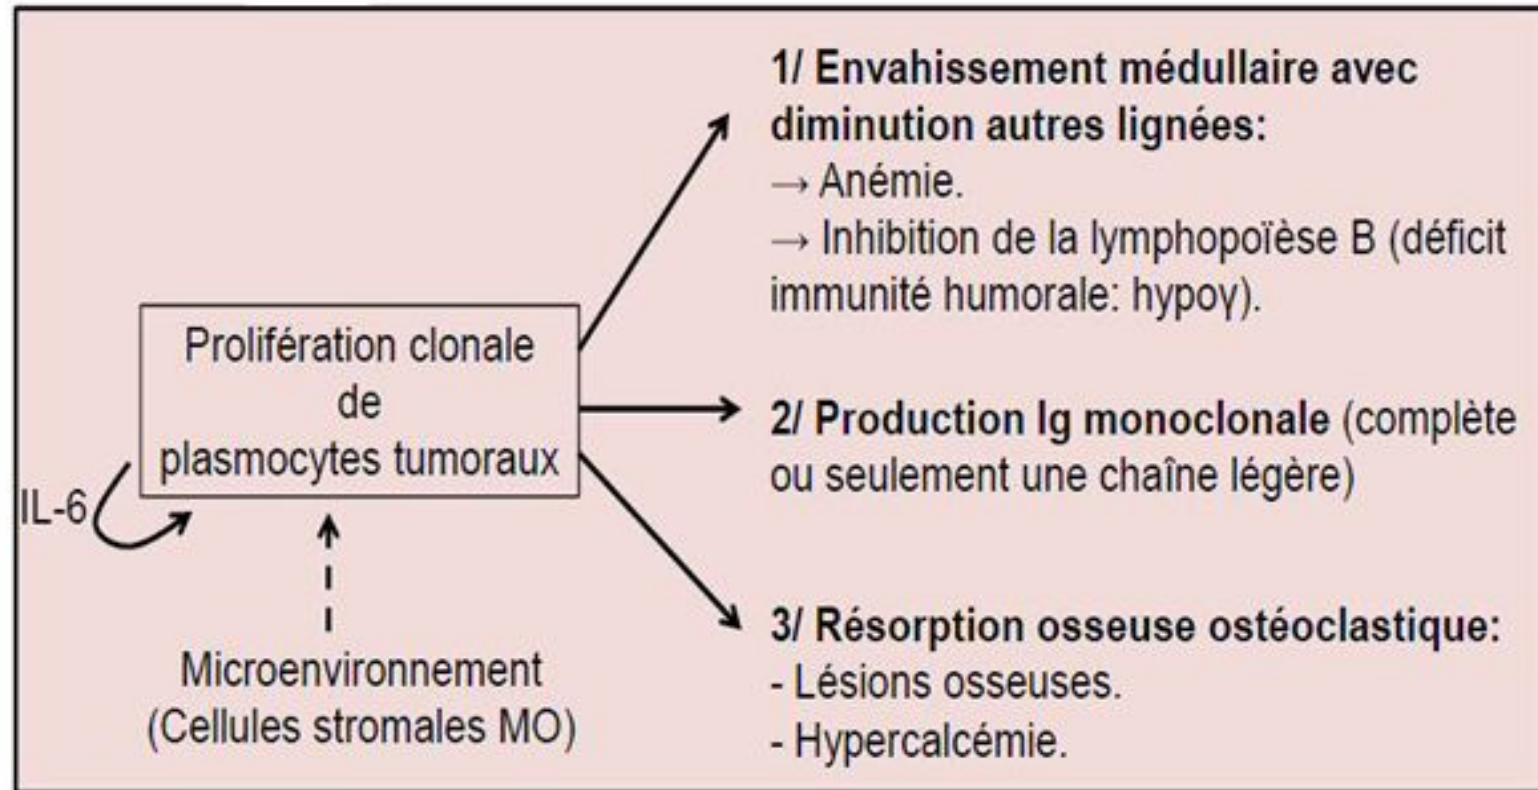 1/ Envahissement médullaire avec
diminution autres lignées:
→ Anémie.
→ Inhibition de la lymphopoïèse B (déficit
immunité humorale: hypoγ).
Prolifération clonale
de
plasmocytes tumoraux
2/ Production Ig monoclonale (complète
ou seulement une chaîne légère)
IL-6
Microenvironnement
(Cellules stromales MO)
3/ Résorption osseuse ostéoclastique:
- Lésions osseuses.
- Hypercalcémie.